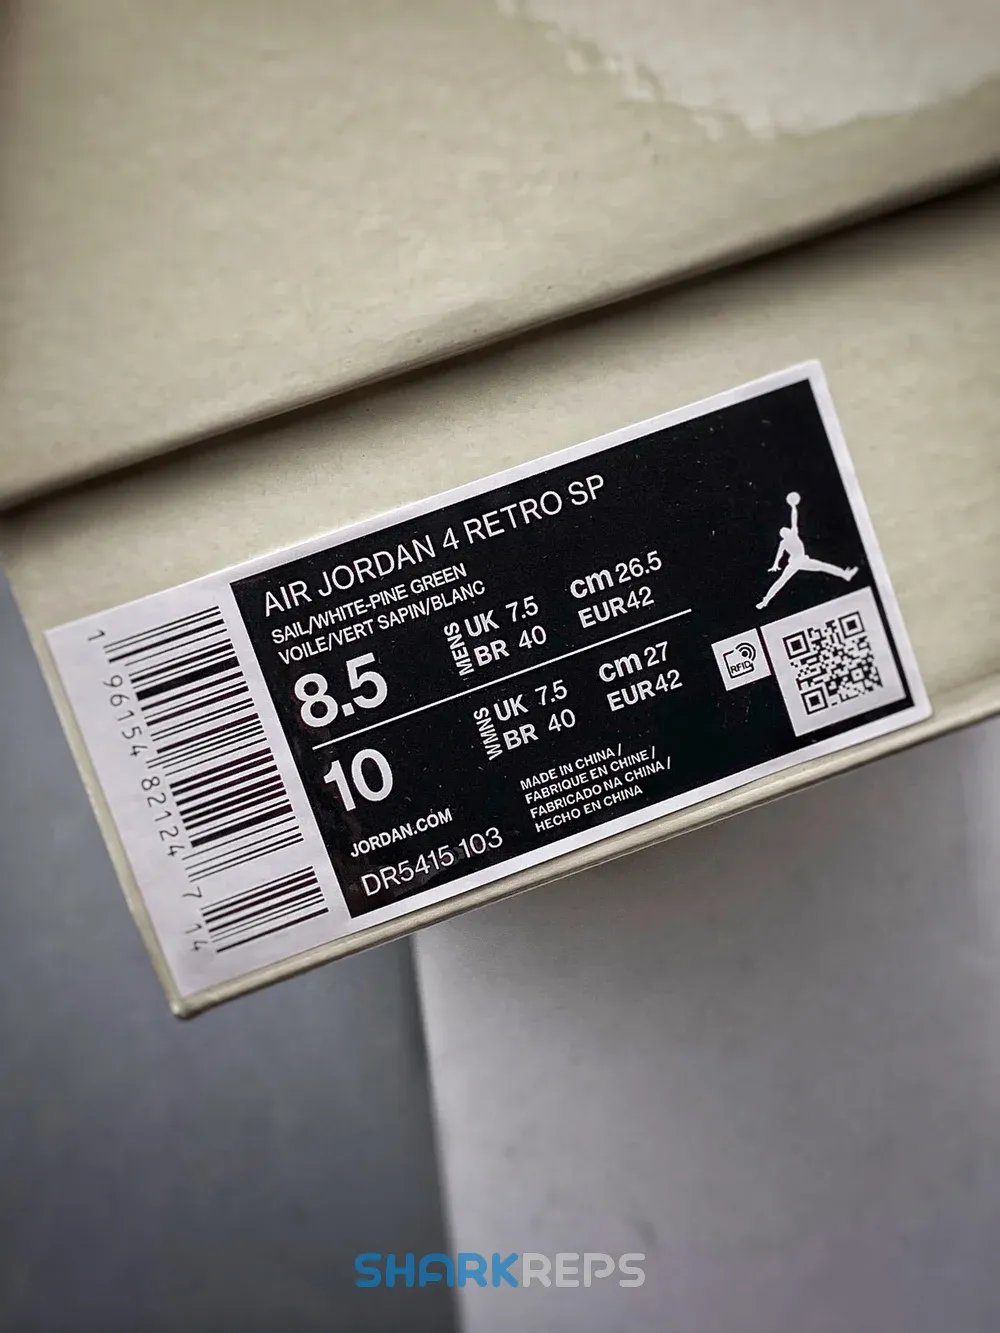 AIR JORDAN 4 RETRO SP
SAIL/WHITE-PINE GREEN
VOILE/VERT SAPIN/BLANC
8.5
MENS
UK 7.5
BR 40
cm 26.5
EUR42
10
WMNS
UK 7.5
BR 40
cm 27
EUR42
RFID
JORDAN.COM
DR5415 103
MADE IN CHINA /
FABRIQUE EN CHINE /
FABRICADO NA CHINA /
HECHO EN CHINA
1 96154 82124 7 14
SHARKREPS